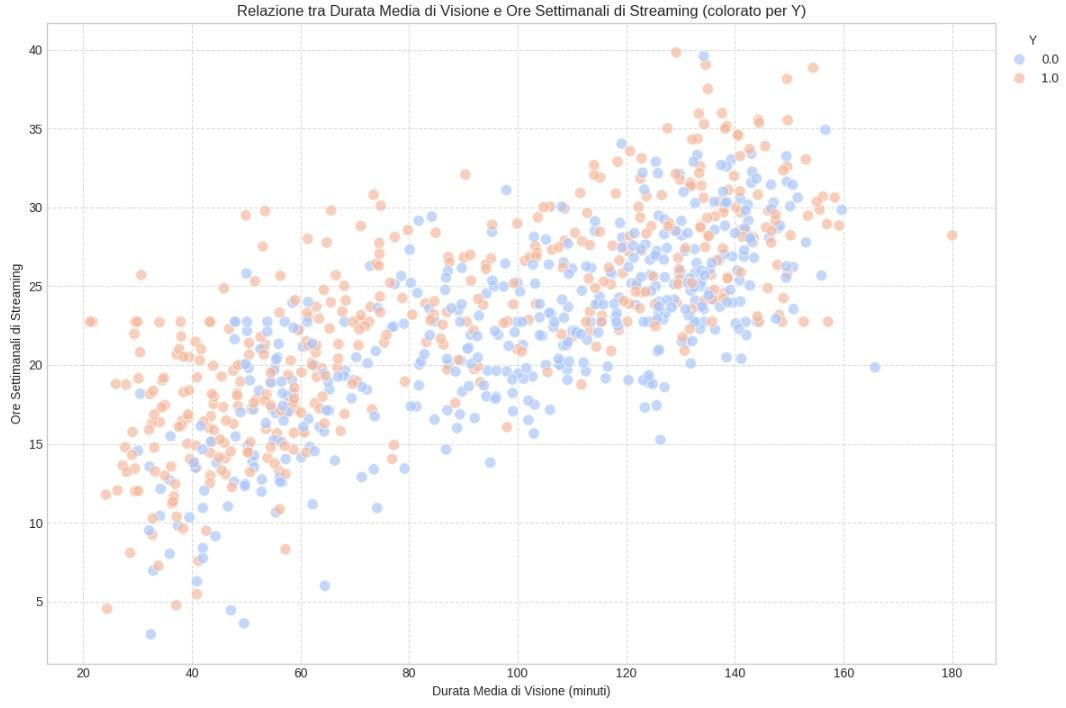 Relazione tra Durata Media di Visione e Ore Settimanali di Streaming (colorato per Y)
Y
0.0
1.0
40
35
30
25
20
15
10
5
Ore Settimanali di Streaming
20 40 60 80 100 120 140 160 180
Durata Media di Visione (minuti)